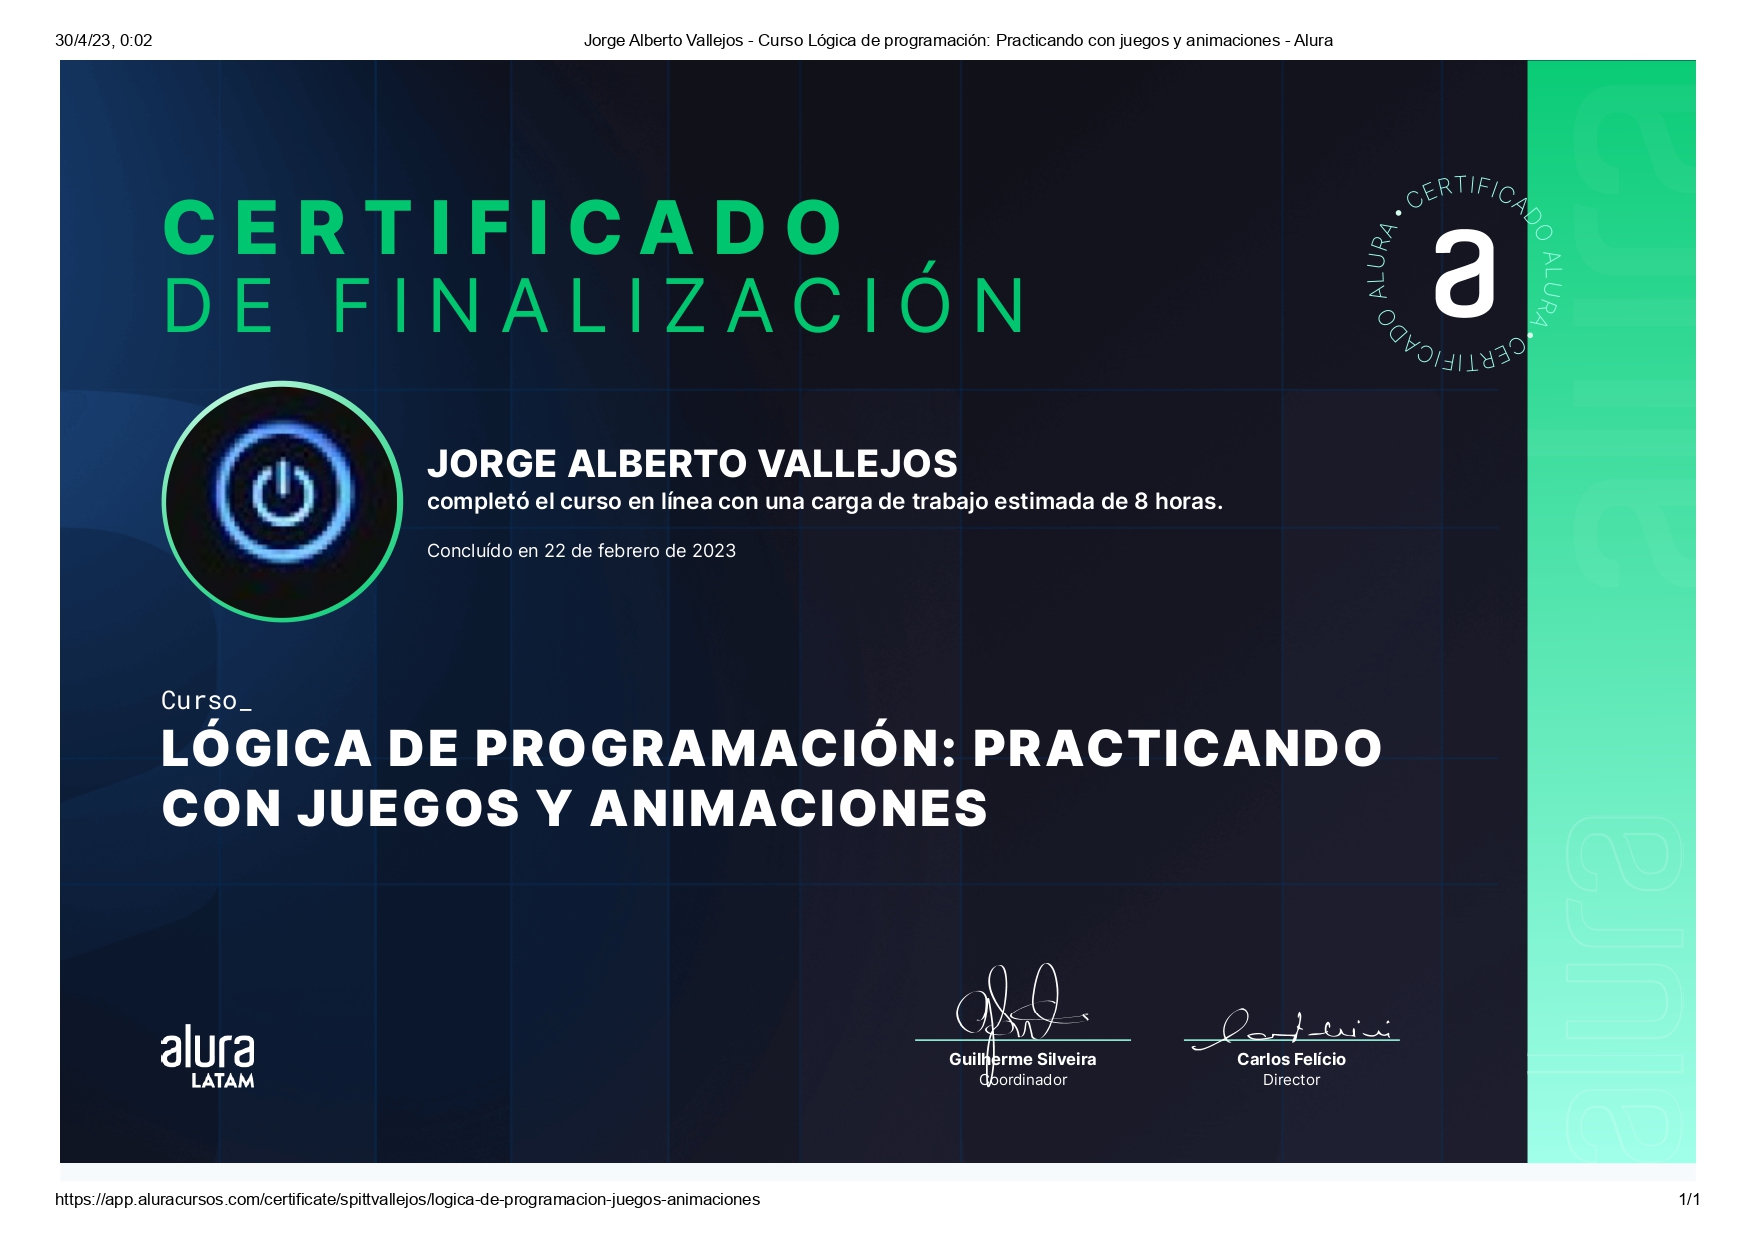 30/4/23, 0:02
Jorge Alberto Vallejos - Curso Lógica de programación: Practicando con juegos y animaciones - Alura
CERTIFICADO
DE FINALIZACIÓN
CERTIFICADO ALURA • CERTIFICADO ALURA •
a
JORGE ALBERTO VALLEJOS
completó el curso en línea con una carga de trabajo estimada de 8 horas.
Concluído en 22 de febrero de 2023
Curso_
LÓGICA DE PROGRAMACIÓN: PRACTICANDO
CON JUEGOS Y ANIMACIONES
alura
LATAM
Guilherme Silveira
Coordinador
Carlos Felício
Director
alura
alura
https://app.aluracursos.com/certificate/spittvallejos/logica-de-programacion-juegos-animaciones
1/1